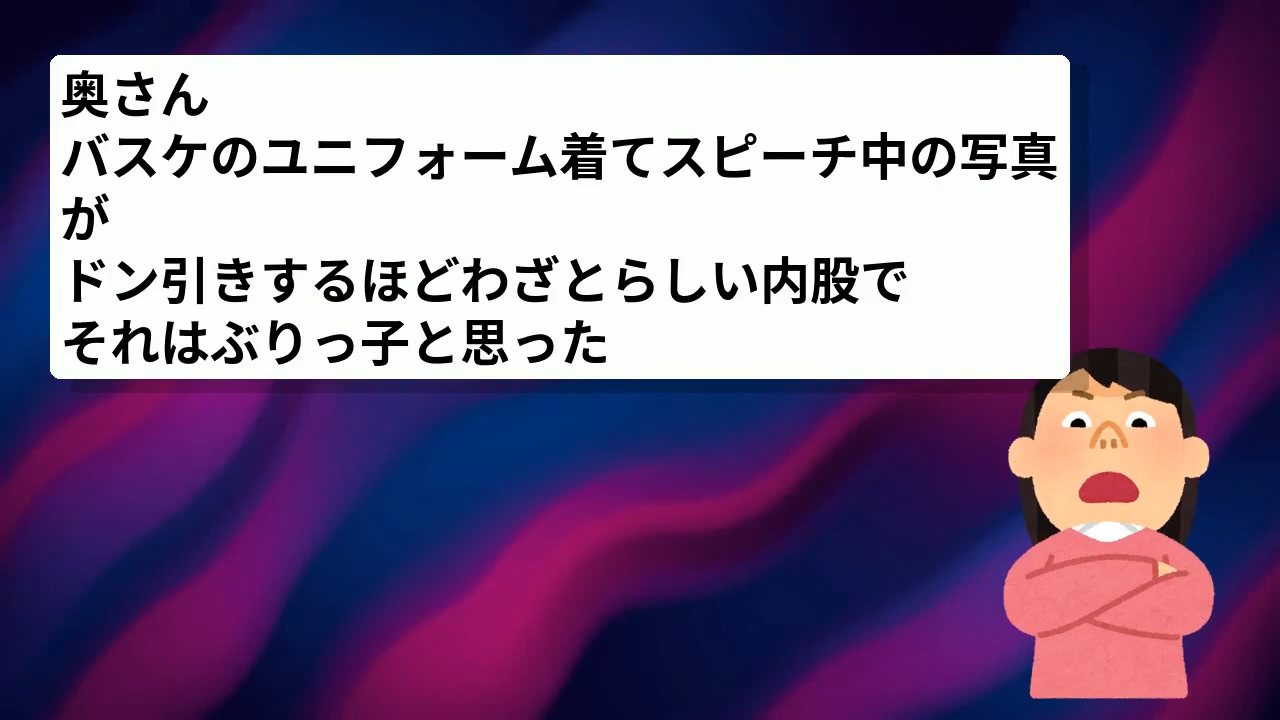 奥さん
バスケのユニフォーム着てスピーチ中の写真
が
ドン引きするほどわざとらしい内股で
それはぶりっ子と思った